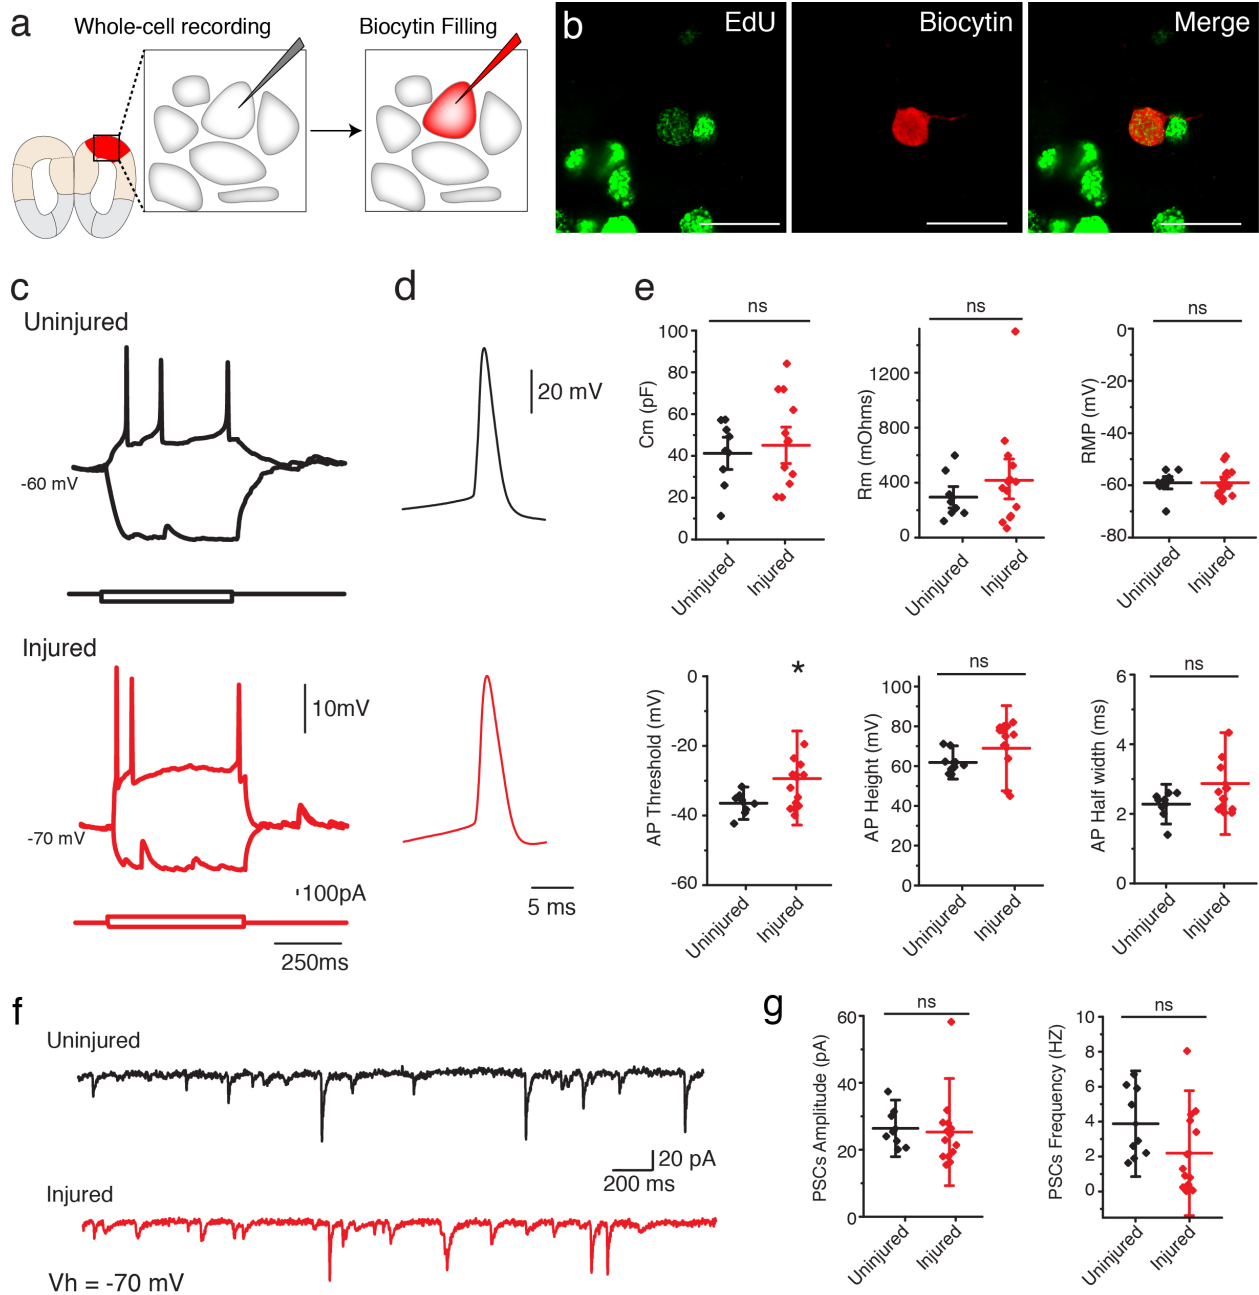 a
Whole-cell recording
Biocytin Filling
b
EdU
Biocytin
Merge
c
Uninjured
-60 mV
Injured
10mV
-70 mV
100pA
250ms
d
20 mV
5 ms
e
ns
Cm (pF)
100
80
60
40
20
0
Uninjured
Injured
ns
Rm (mOhms)
1200
800
400
0
Uninjured
Injured
ns
RMP (mV)
0
-20
-40
-60
-80
Uninjured
Injured
*
AP Threshold (mV)
0
-20
-40
-60
Uninjured
Injured
ns
AP Height (mV)
100
80
60
40
20
0
Uninjured
Injured
ns
AP Half width (ms)
6
4
2
0
Uninjured
Injured
f
Uninjured
20 pA
200 ms
Injured
Vh = -70 mV
g
ns
PSCs Amplitude (pA)
60
40
20
0
Uninjured
Injured
ns
PSCs Frequency (HZ)
10
8
6
4
2
0
Uninjured
Injured